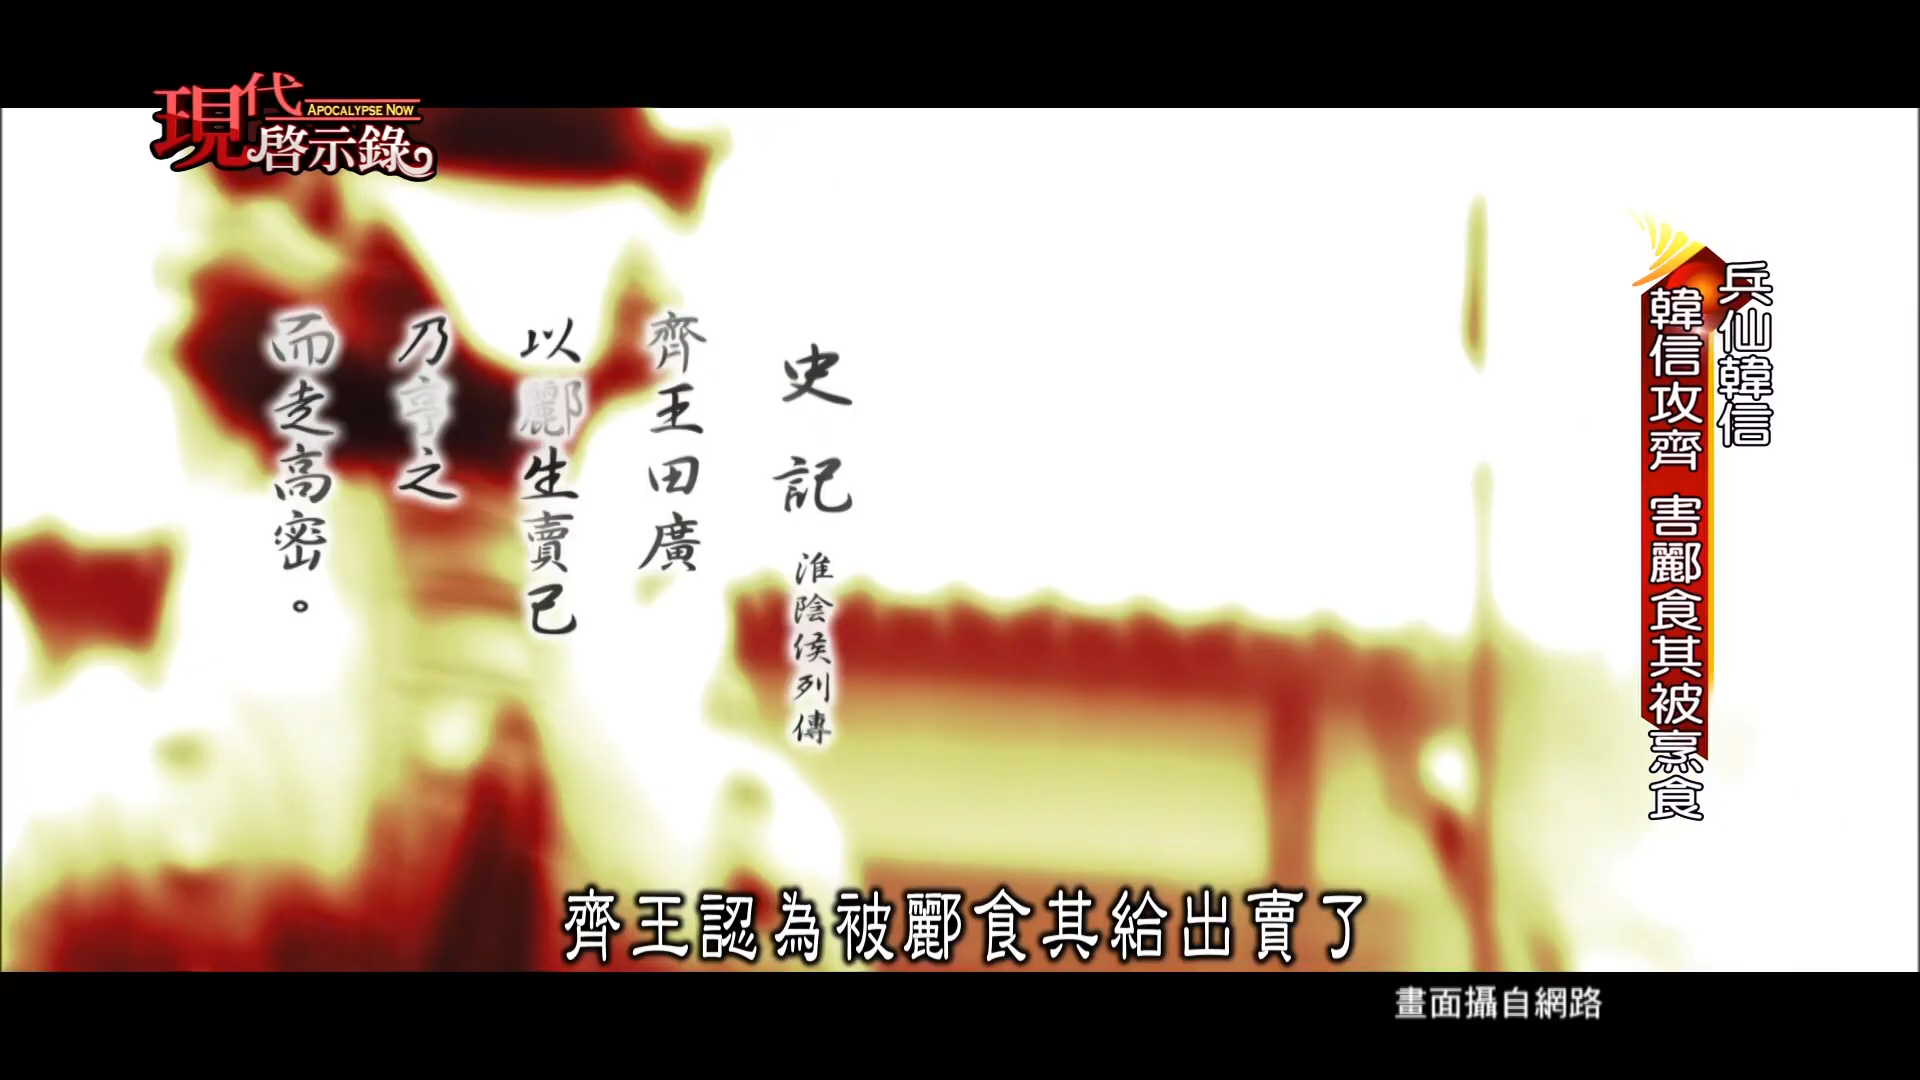 現代
APOCALYPSE NOW
啓示錄
兵仙韓信
韓信攻齊 害酈食其被烹食
史記 淮陰侯列傳
齊王田廣
以酈生賣己
乃亨之
而走高密。
齊王認為被酈食其給出賣了
畫面攝自網路